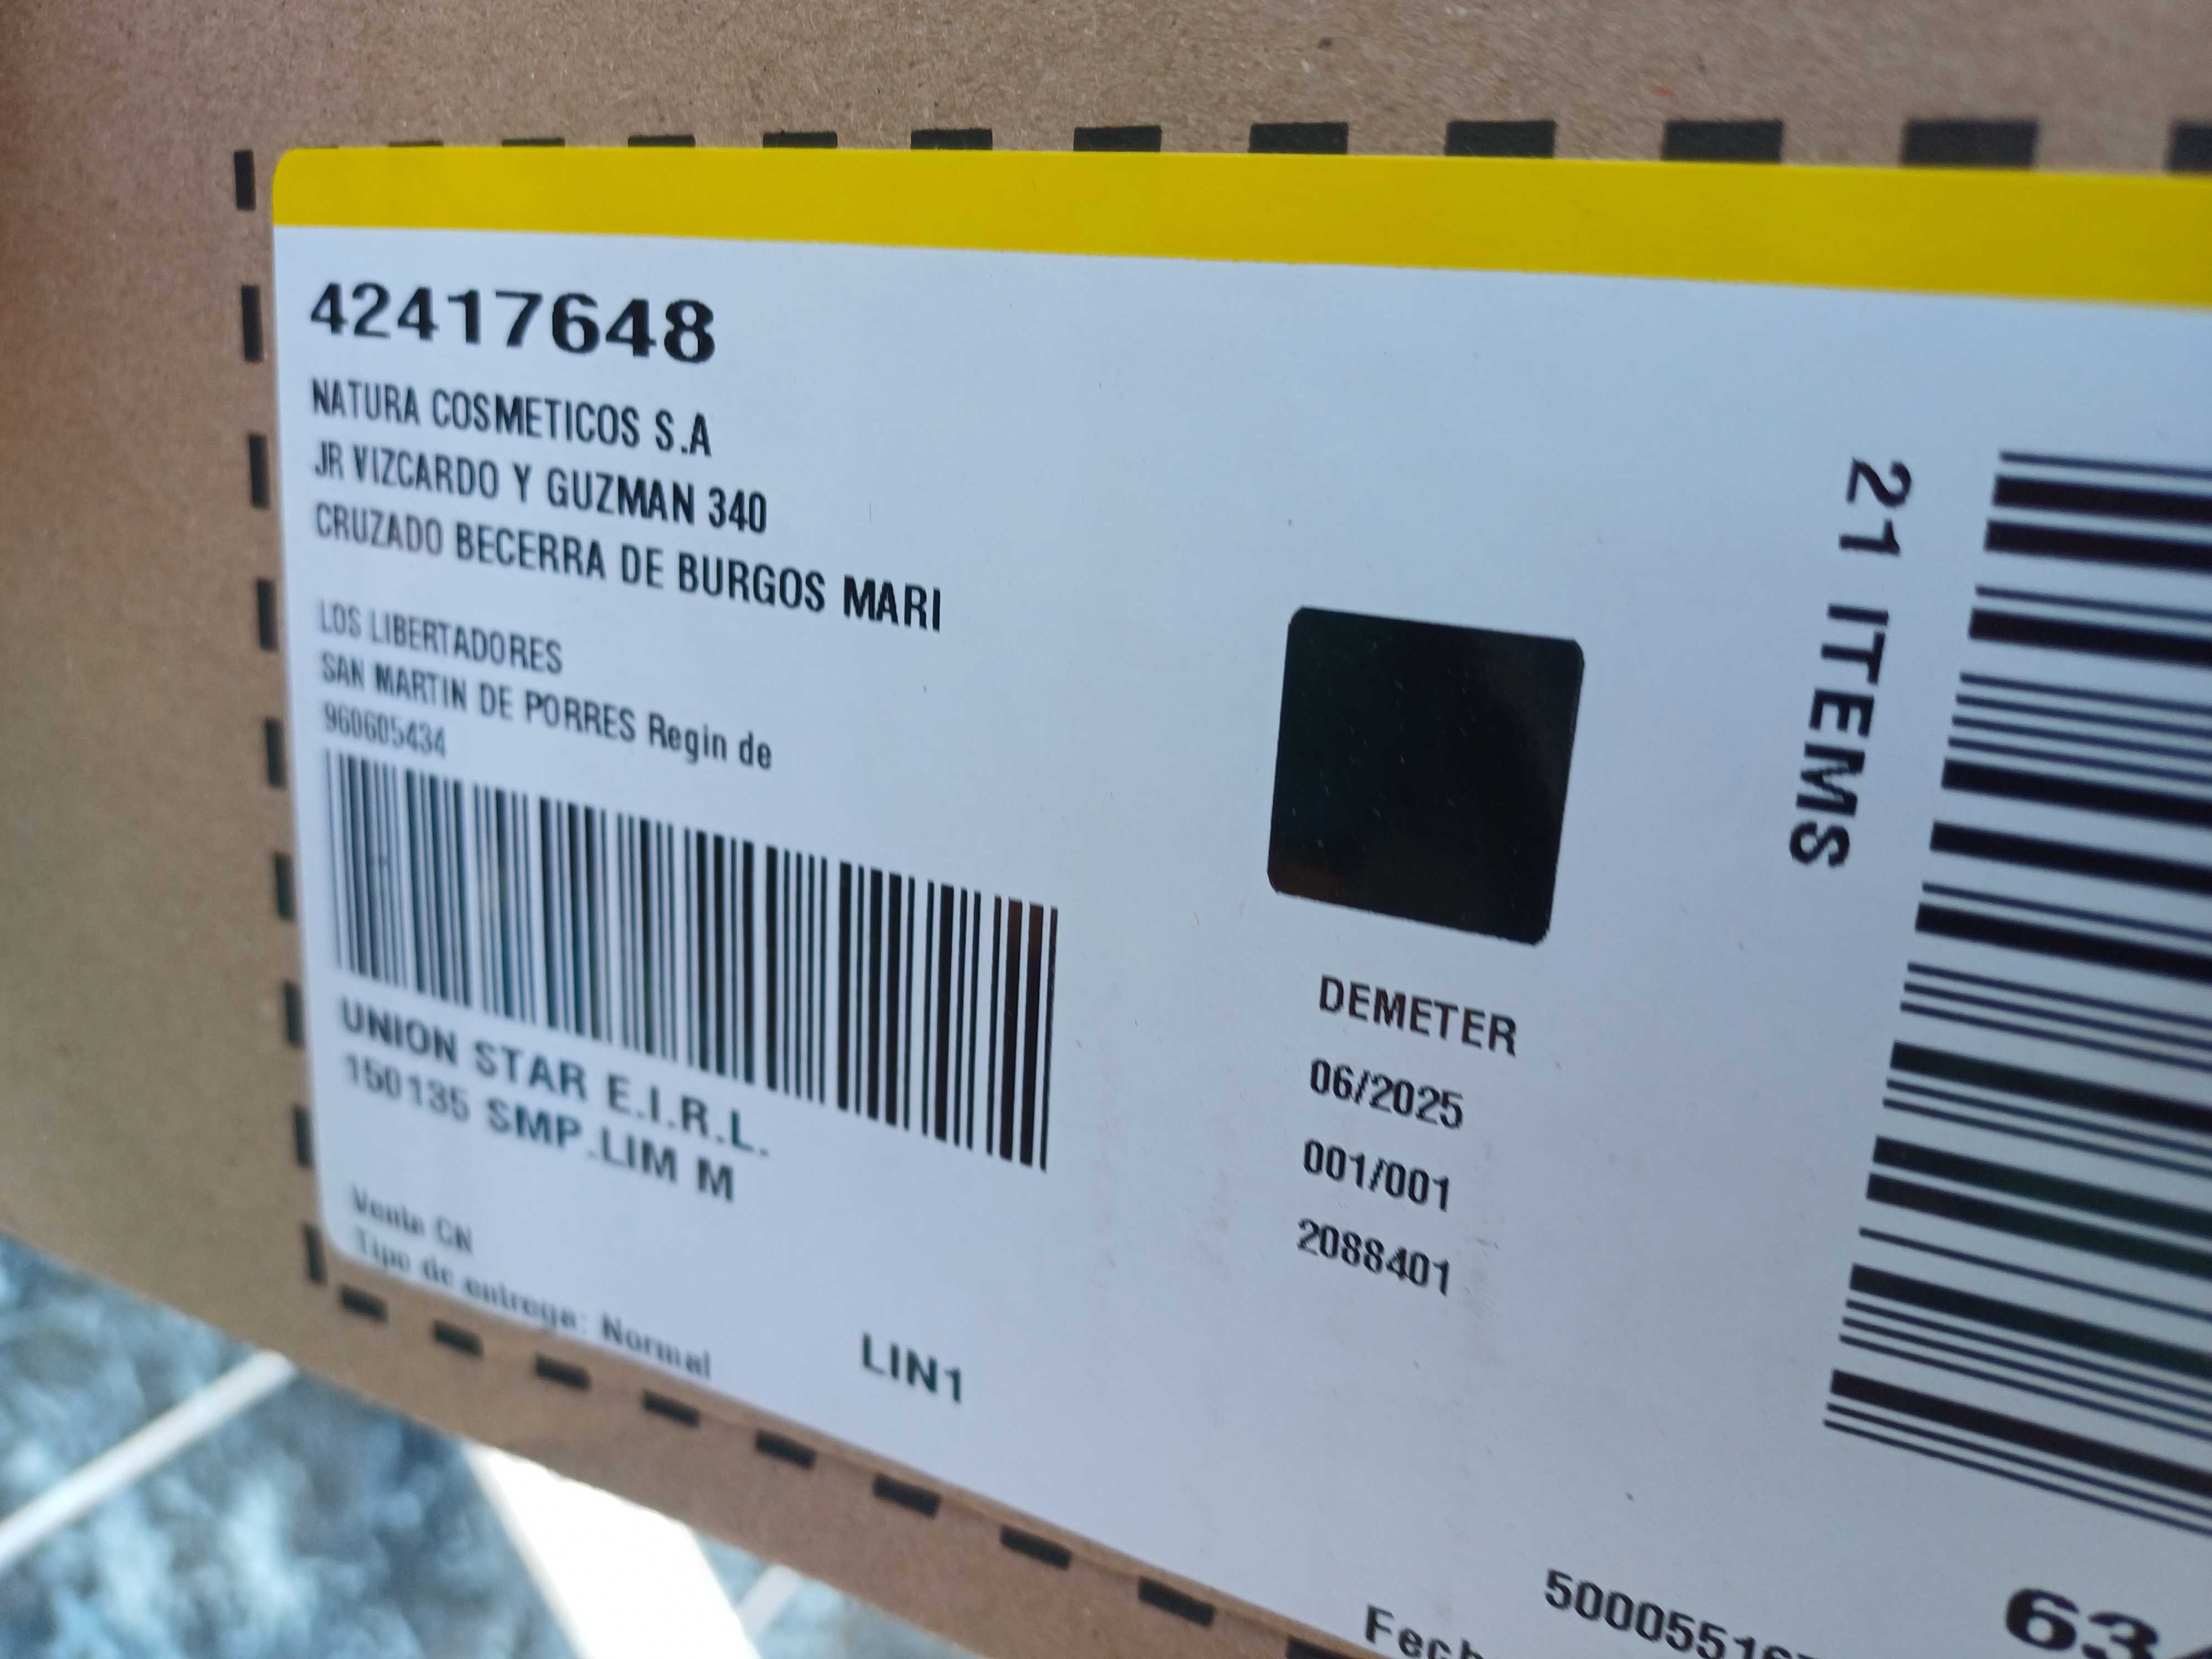 42417648
NATURA COSMETICOS S.A
JR VIZCARDO Y GUZMAN 340
CRUZADO BECERRA DE BURGOS MARI
LOS LIBERTADORES
SAN MARTIN DE PORRES Regin de
960605434
UNION STAR E.I.R.L.
150135 SMP.LIM M
Venta CN
Tipo de entrega: Normal
LIN1
DEMETER
06/2025
001/001
2088401
21 ITEMS